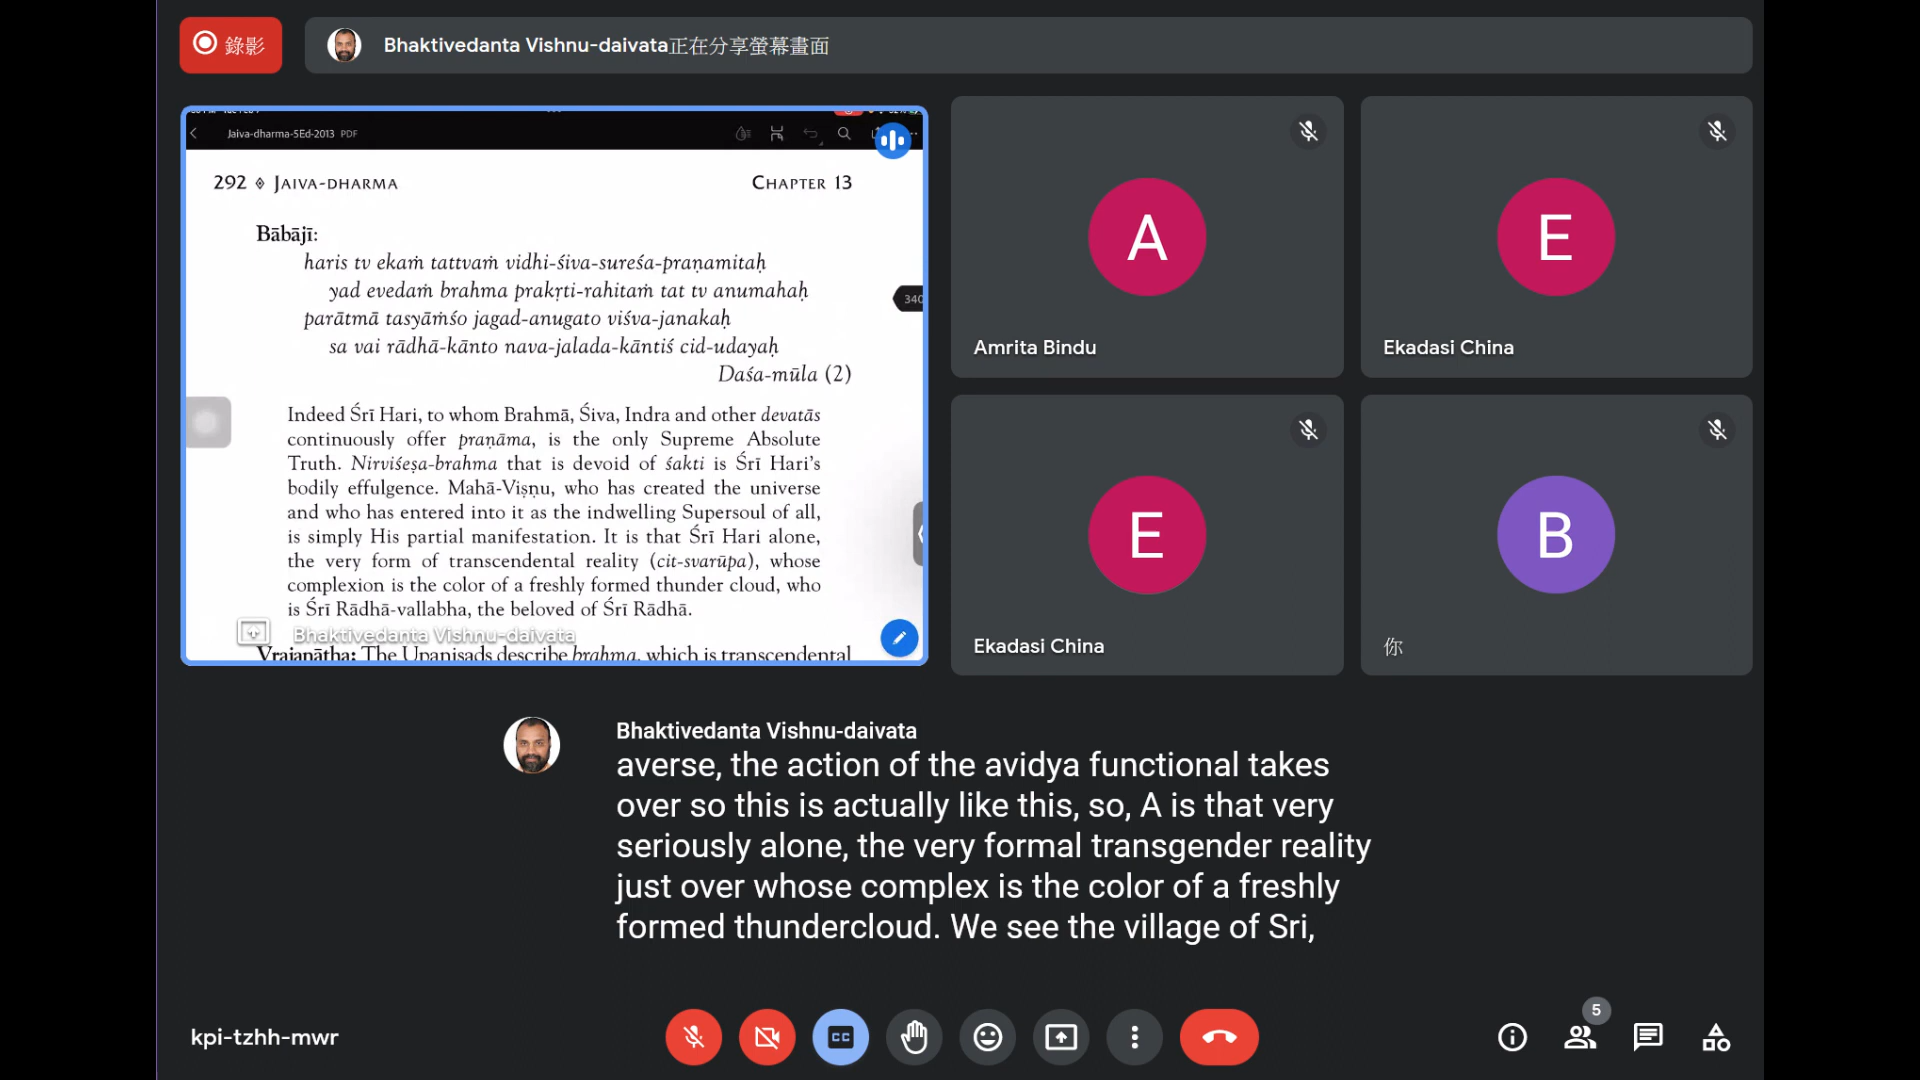 錄影
Bhaktivedanta Vishnu-daivata正在分享螢幕畫面
Jaiva-dharma-5Ed-2013 PDF
292 ◊ JAIVA-DHARMA
CHAPTER 13
340
Bābājī:
haris tv ekaṁ tattvaṁ vidhi-śiva-sureśa-praṇamitaḥ
yad evedaṁ brahma prakṛti-rahitaṁ tat tv anumahaḥ
parātmā tasyāṁśo jagad-anugato viśva-janakaḥ
sa vai rādhā-kānto nava-jalada-kāntiś cid-udayaḥ
Daśa-mūla (2)
Indeed Śrī Hari, to whom Brahmā, Śiva, Indra and other devatās
continuously offer praṇāma, is the only Supreme Absolute
Truth. Nirviśeṣa-brahma that is devoid of śakti is Śrī Hari’s
bodily effulgence. Mahā-Viṣṇu, who has created the universe
and who has entered into it as the indwelling Supersoul of all,
is simply His partial manifestation. It is that Śrī Hari alone,
the very form of transcendental reality (cit-svarūpa), whose
complexion is the color of a freshly formed thunder cloud, who
is Śrī Rādhā-vallabha, the beloved of Śrī Rādhā.
Bhaktivedanta Vishnu-daivata
Vrajanātha: The Upaniṣads describe brahma, which is transcendental
A
Amrita Bindu
E
Ekadasi China
E
Ekadasi China
B
你
Bhaktivedanta Vishnu-daivata
averse, the action of the avidya functional takes
over so this is actually like this, so, A is that very
seriously alone, the very formal transgender reality
just over whose complex is the color of a freshly
formed thundercloud. We see the village of Sri,
kpi-tzhh-mwr
CC
5